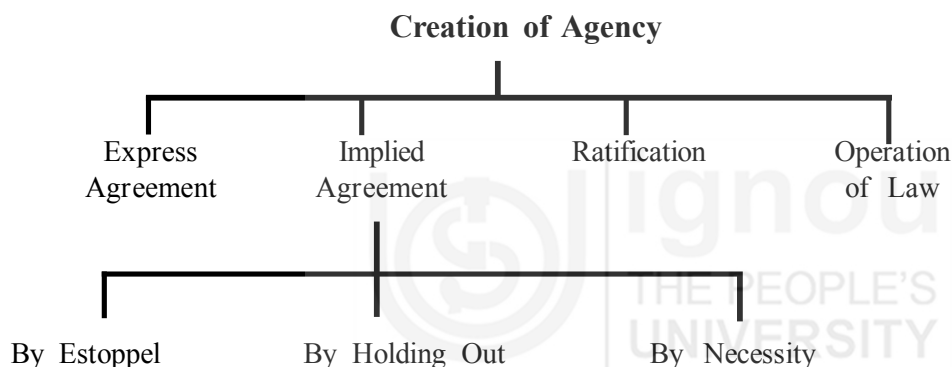 Creation of Agency
Express Agreement
Implied Agreement
Ratification
Operation of Law
By Estoppel
By Holding Out
By Necessity
ignou
THE PEOPLE'S
UNIVERSITY